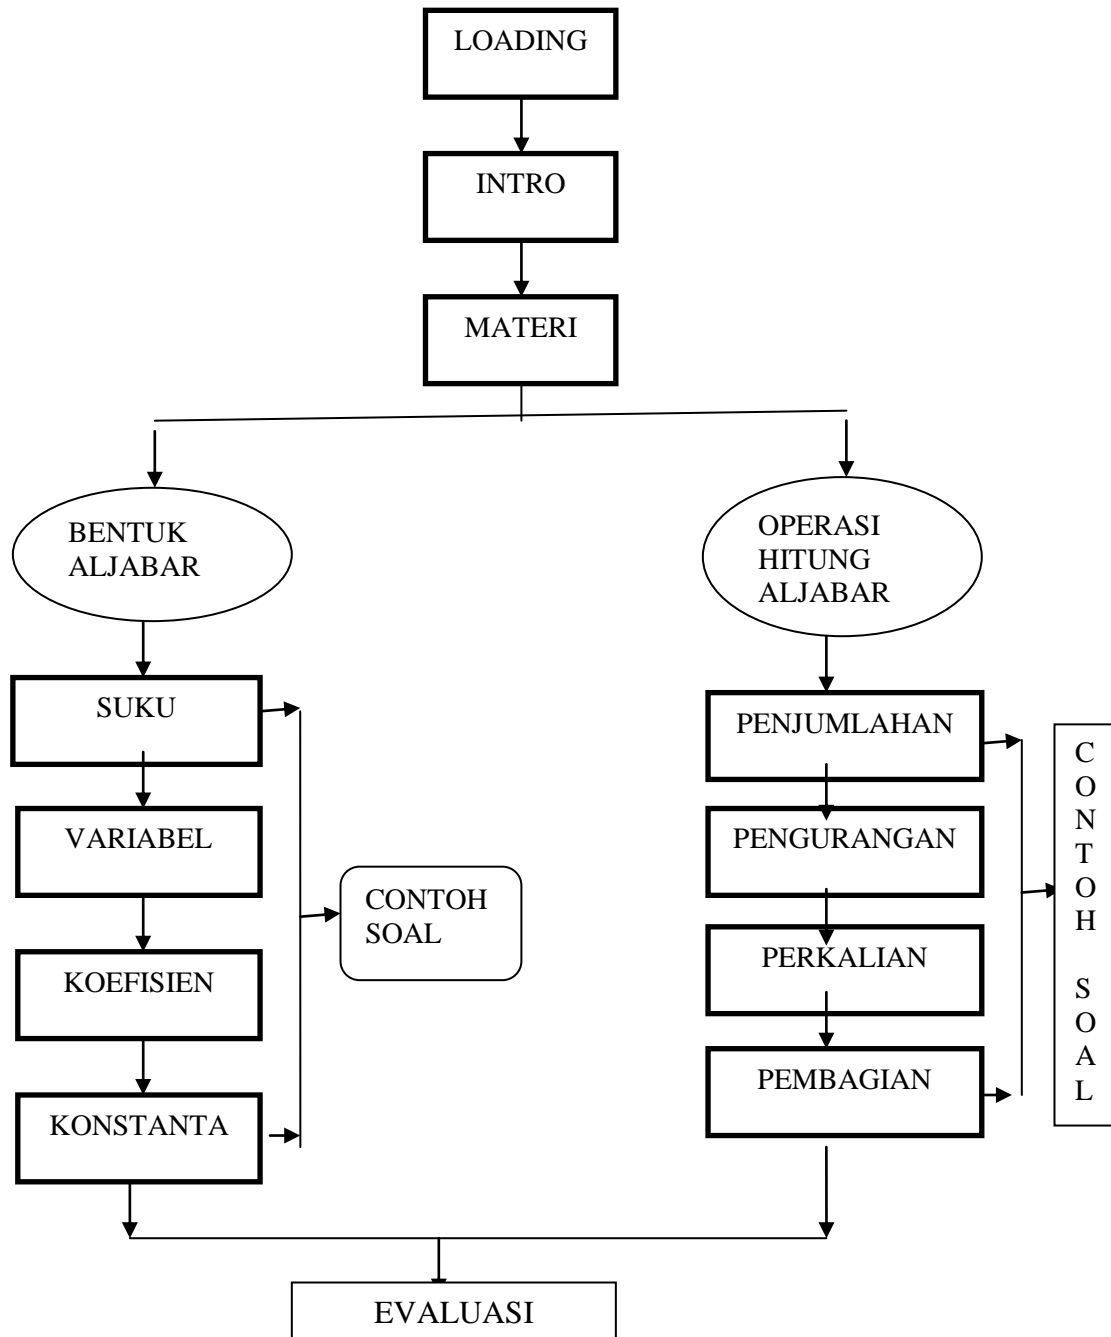 LOADING
INTRO
MATERI
BENTUK
ALJABAR
OPERASI
HITUNG
ALJABAR
SUKU
VARIABEL
KOEFISIEN
KONSTANTA
CONTOH
SOAL
PENJUMLAHAN
PENGURANGAN
PERKALIAN
PEMBAGIAN
C
O
N
T
O
H
S
O
A
L
EVALUASI